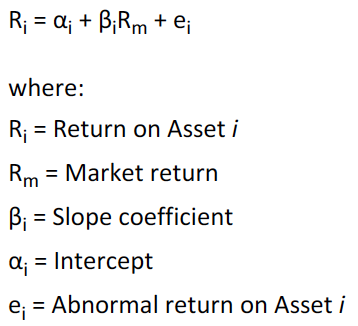 Rᵢ = αᵢ + βᵢRₘ + eᵢ
where:
Rᵢ = Return on Asset i
Rₘ = Market return
βᵢ = Slope coefficient
αᵢ = Intercept
eᵢ = Abnormal return on Asset i